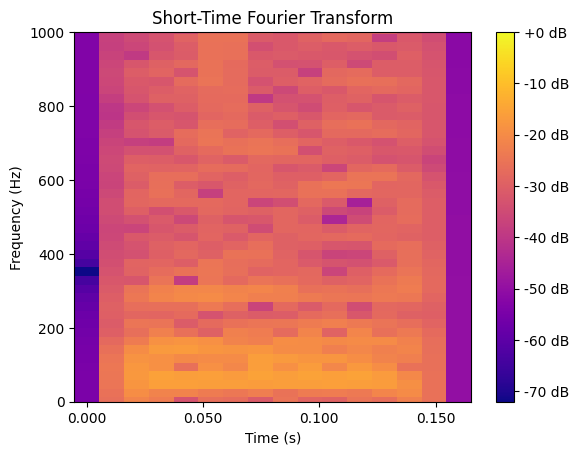 Short-Time Fourier Transform
1000
800
600
400
200
0
Frequency (Hz)
0.000
0.050
0.100
0.150
Time (s)
+0 dB
-10 dB
-20 dB
-30 dB
-40 dB
-50 dB
-60 dB
-70 dB